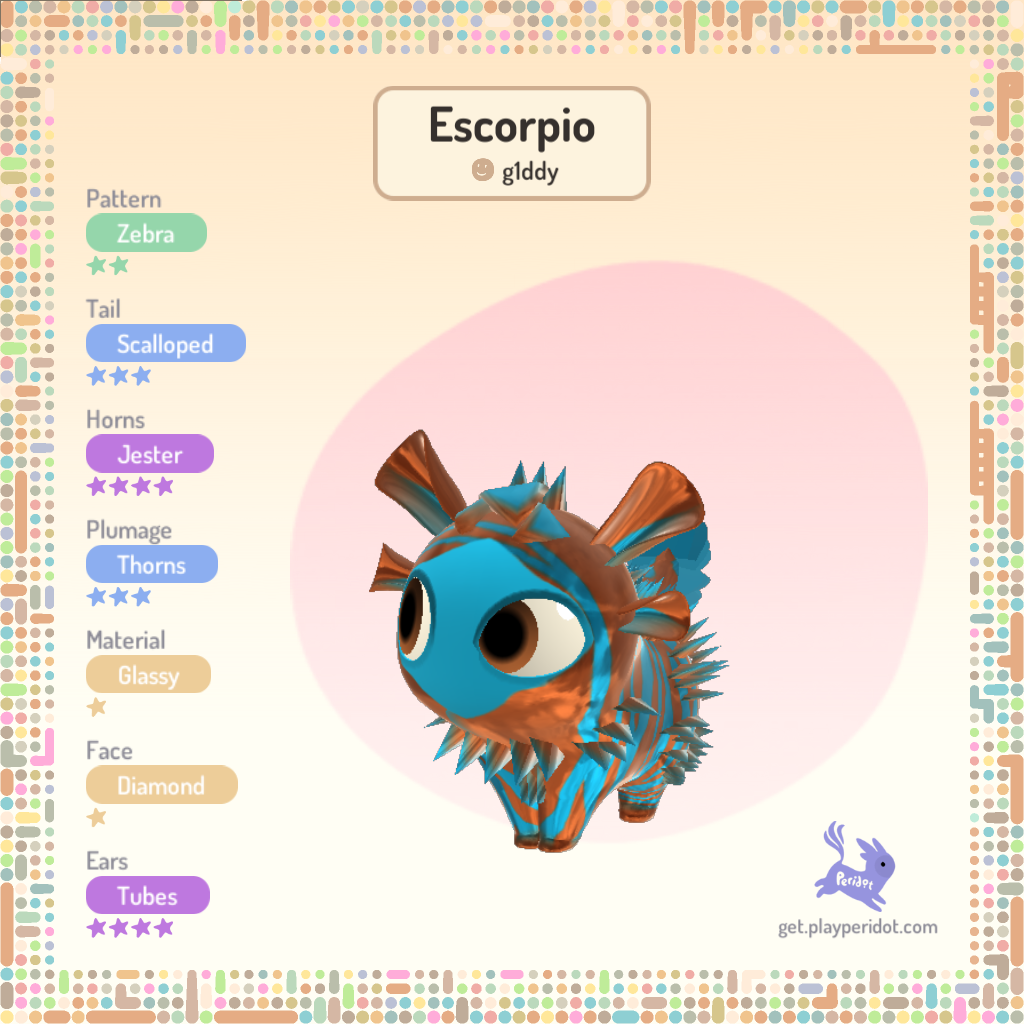 Escorpio
g1ddy
Pattern
Zebra
Tail
Scalloped
Horns
Jester
Plumage
Thorns
Material
Glassy
Face
Diamond
Ears
Tubes
Peridot
get.playperidot.com